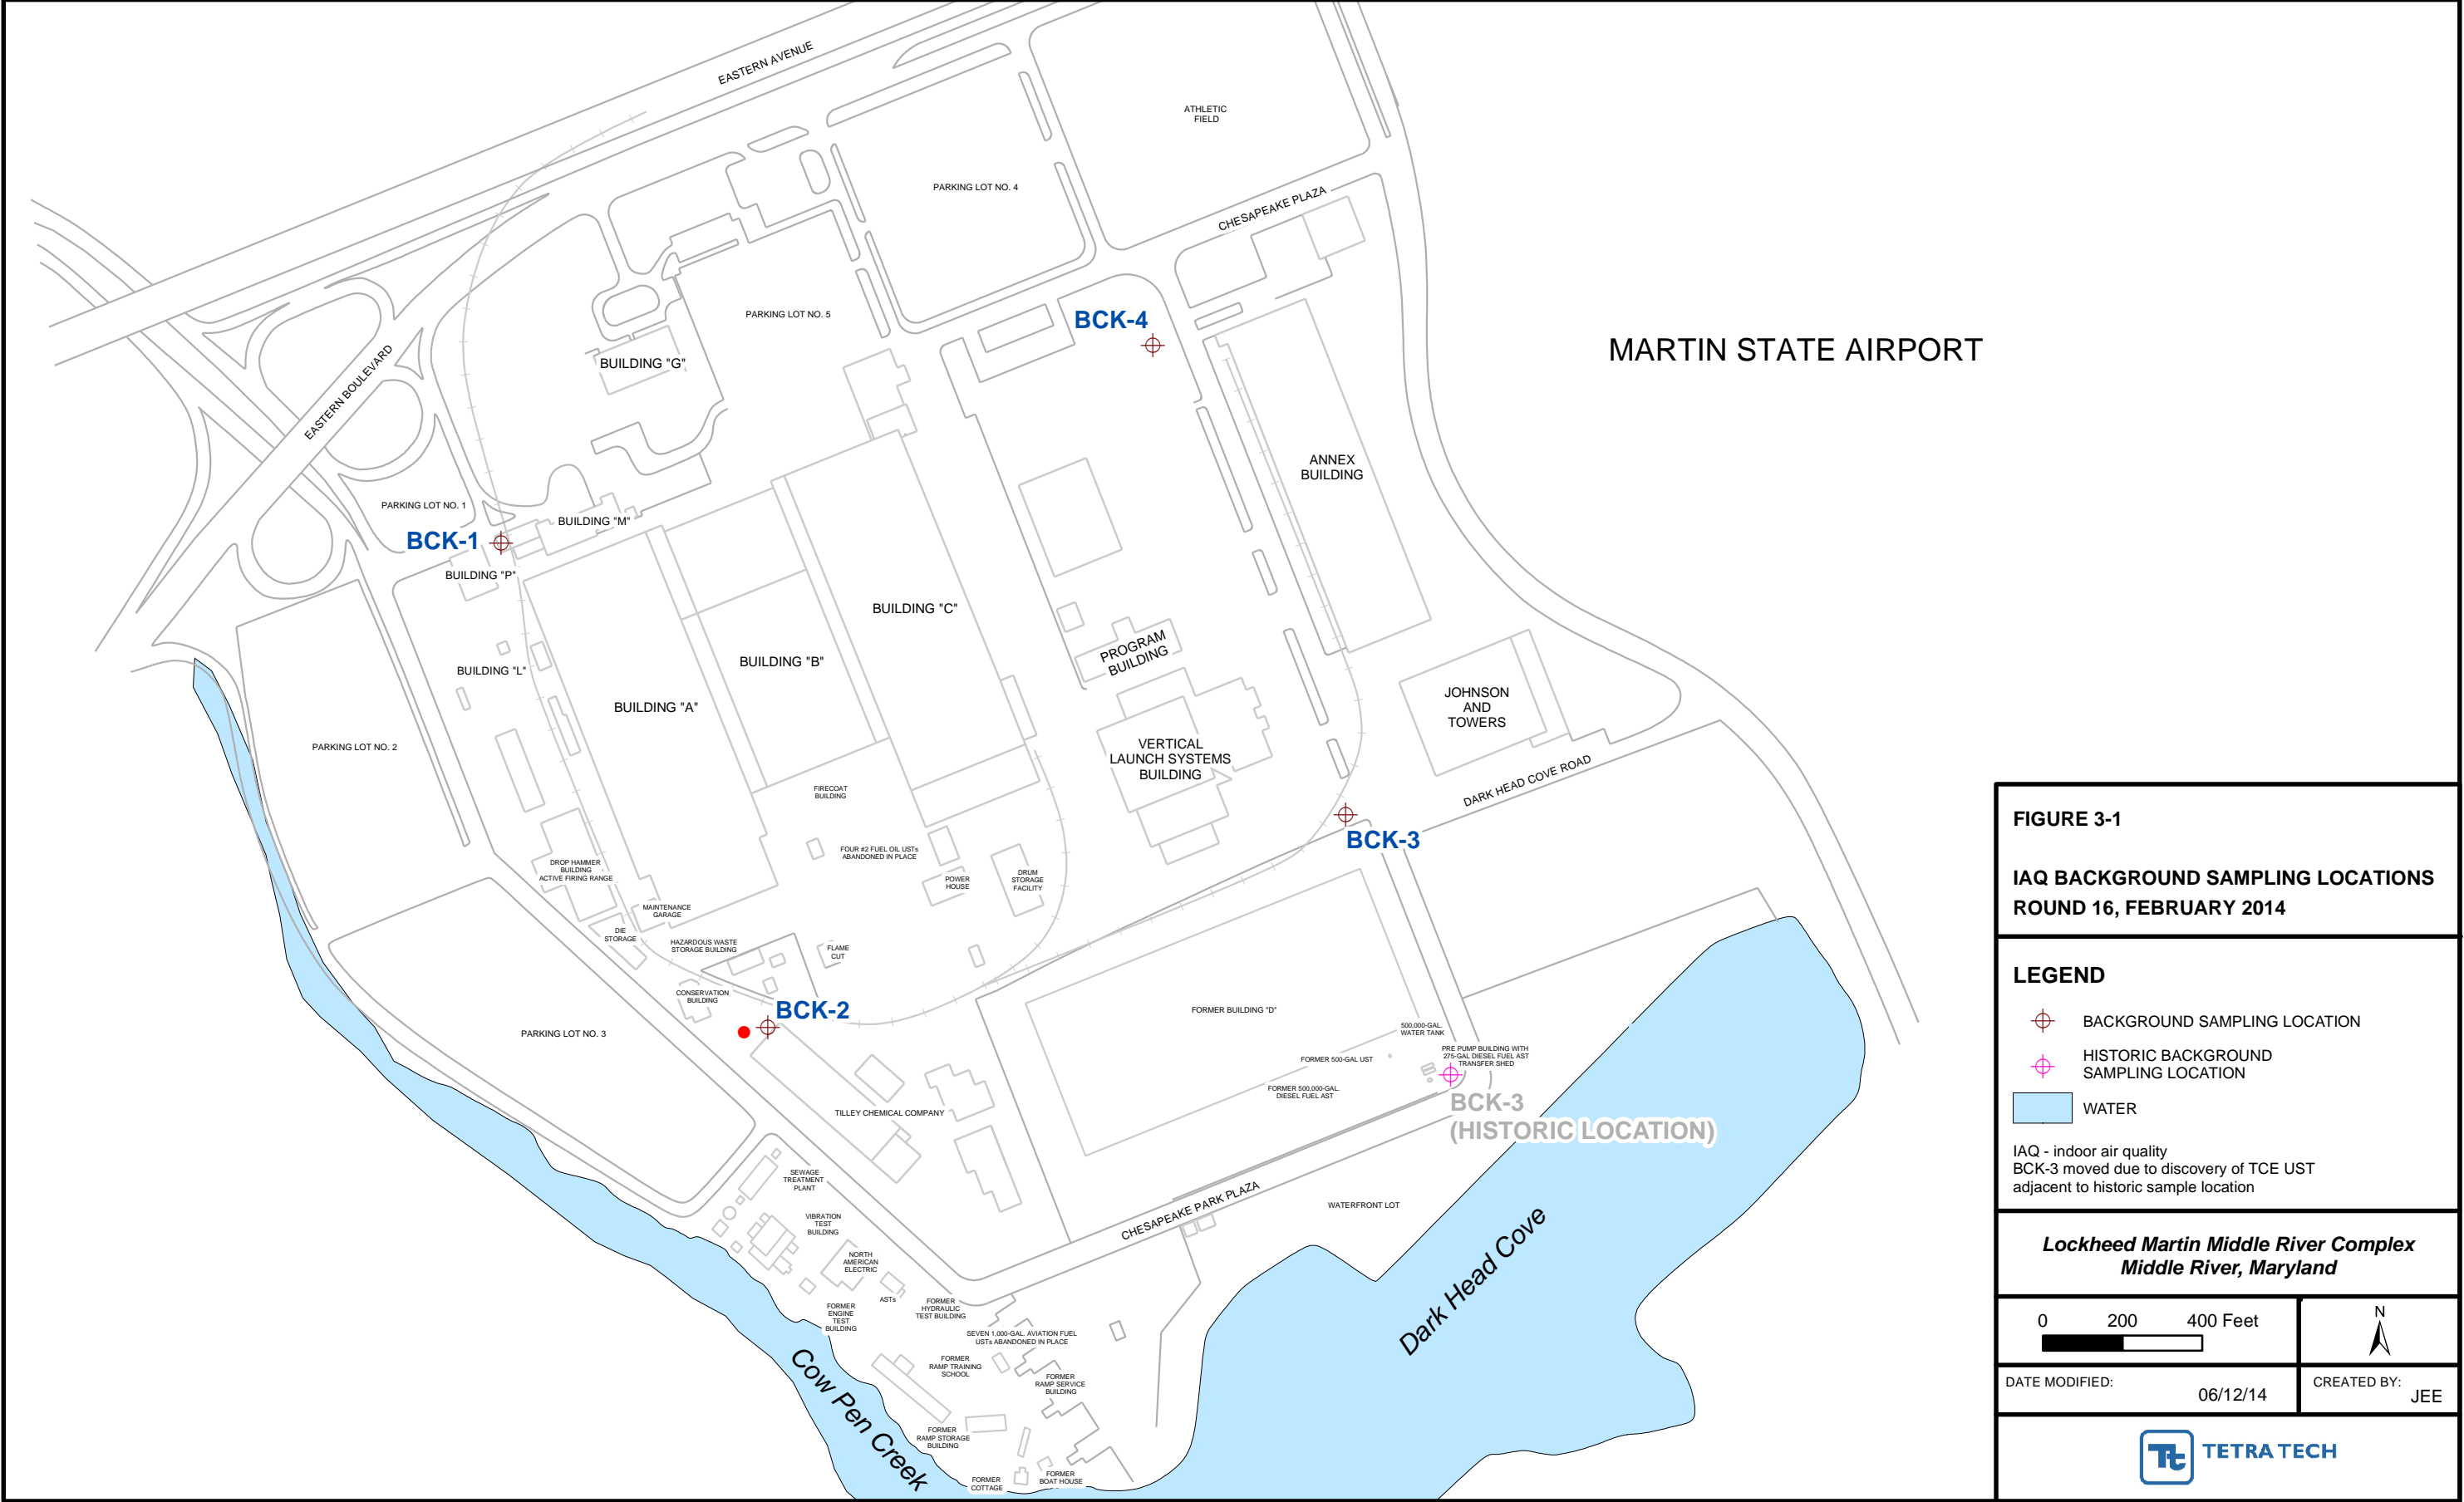 EASTERN AVENUE
ATHLETIC
FIELD
PARKING LOT NO. 4
CHESAPEAKE PLAZA
PARKING LOT NO. 5
BCK-4
MARTIN STATE AIRPORT
BUILDING "G"
EASTERN BOULEVARD
ANNEX
BUILDING
PARKING LOT NO. 1
BUILDING "M"
BCK-1
BUILDING "P"
BUILDING "C"
PROGRAM
BUILDING
BUILDING "L"
BUILDING "B"
BUILDING "A"
JOHNSON
AND
TOWERS
PARKING LOT NO. 2
VERTICAL
LAUNCH SYSTEMS
BUILDING
DARK HEAD COVE ROAD
FIRECOAT
BUILDING
BCK-3
FOUR #2 FUEL OIL USTs
ABANDONED IN PLACE
DROP HAMMER
BUILDING
ACTIVE FIRING RANGE
POWER
HOUSE
DRUM
STORAGE
FACILITY
MAINTENANCE
GARAGE
DIE
STORAGE
HAZARDOUS WASTE
STORAGE BUILDING
FLAME
CUT
CONSERVATION
BUILDING
BCK-2
PARKING LOT NO. 3
FORMER BUILDING "D"
500,000-GAL.
WATER TANK
FORMER 500-GAL UST
PRE PUMP BUILDING WITH
275-GAL DIESEL FUEL AST
TRANSFER SHED
FORMER 500,000-GAL.
DIESEL FUEL AST
BCK-3
(HISTORIC LOCATION)
TILLEY CHEMICAL COMPANY
SEWAGE
TREATMENT
PLANT
CHESAPEAKE PARK PLAZA
WATERFRONT LOT
VIBRATION
TEST
BUILDING
NORTH
AMERICAN
ELECTRIC
Dark Head Cove
ASTs
FORMER
ENGINE
TEST
BUILDING
FORMER
HYDRAULIC
TEST BUILDING
SEVEN 1,000-GAL. AVIATION FUEL
USTs ABANDONED IN PLACE
FORMER
RAMP TRAINING
SCHOOL
FORMER
RAMP SERVICE
BUILDING
Cow Pen Creek
FORMER
RAMP STORAGE
BUILDING
FORMER
COTTAGE
FORMER
BOAT HOUSE
FIGURE 3-1
IAQ BACKGROUND SAMPLING LOCATIONS
ROUND 16, FEBRUARY 2014
LEGEND
BACKGROUND SAMPLING LOCATION
HISTORIC BACKGROUND
SAMPLING LOCATION
WATER
IAQ - indoor air quality
BCK-3 moved due to discovery of TCE UST
adjacent to historic sample location
Lockheed Martin Middle River Complex
Middle River, Maryland
0 200 400 Feet
N
DATE MODIFIED: 06/12/14
CREATED BY: JEE
Tt TETRA TECH